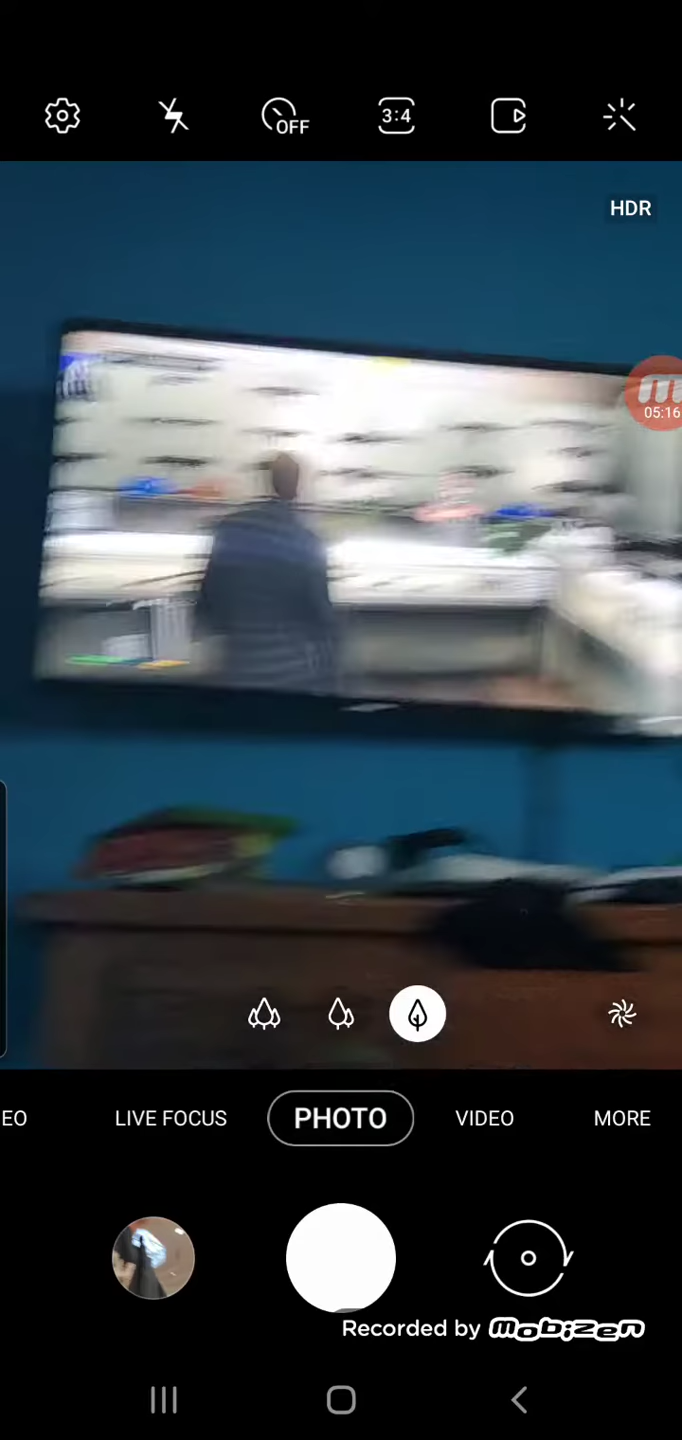 OFF
3:4
HDR
05:16
EO
LIVE FOCUS
PHOTO
VIDEO
MORE
Recorded by mobizen